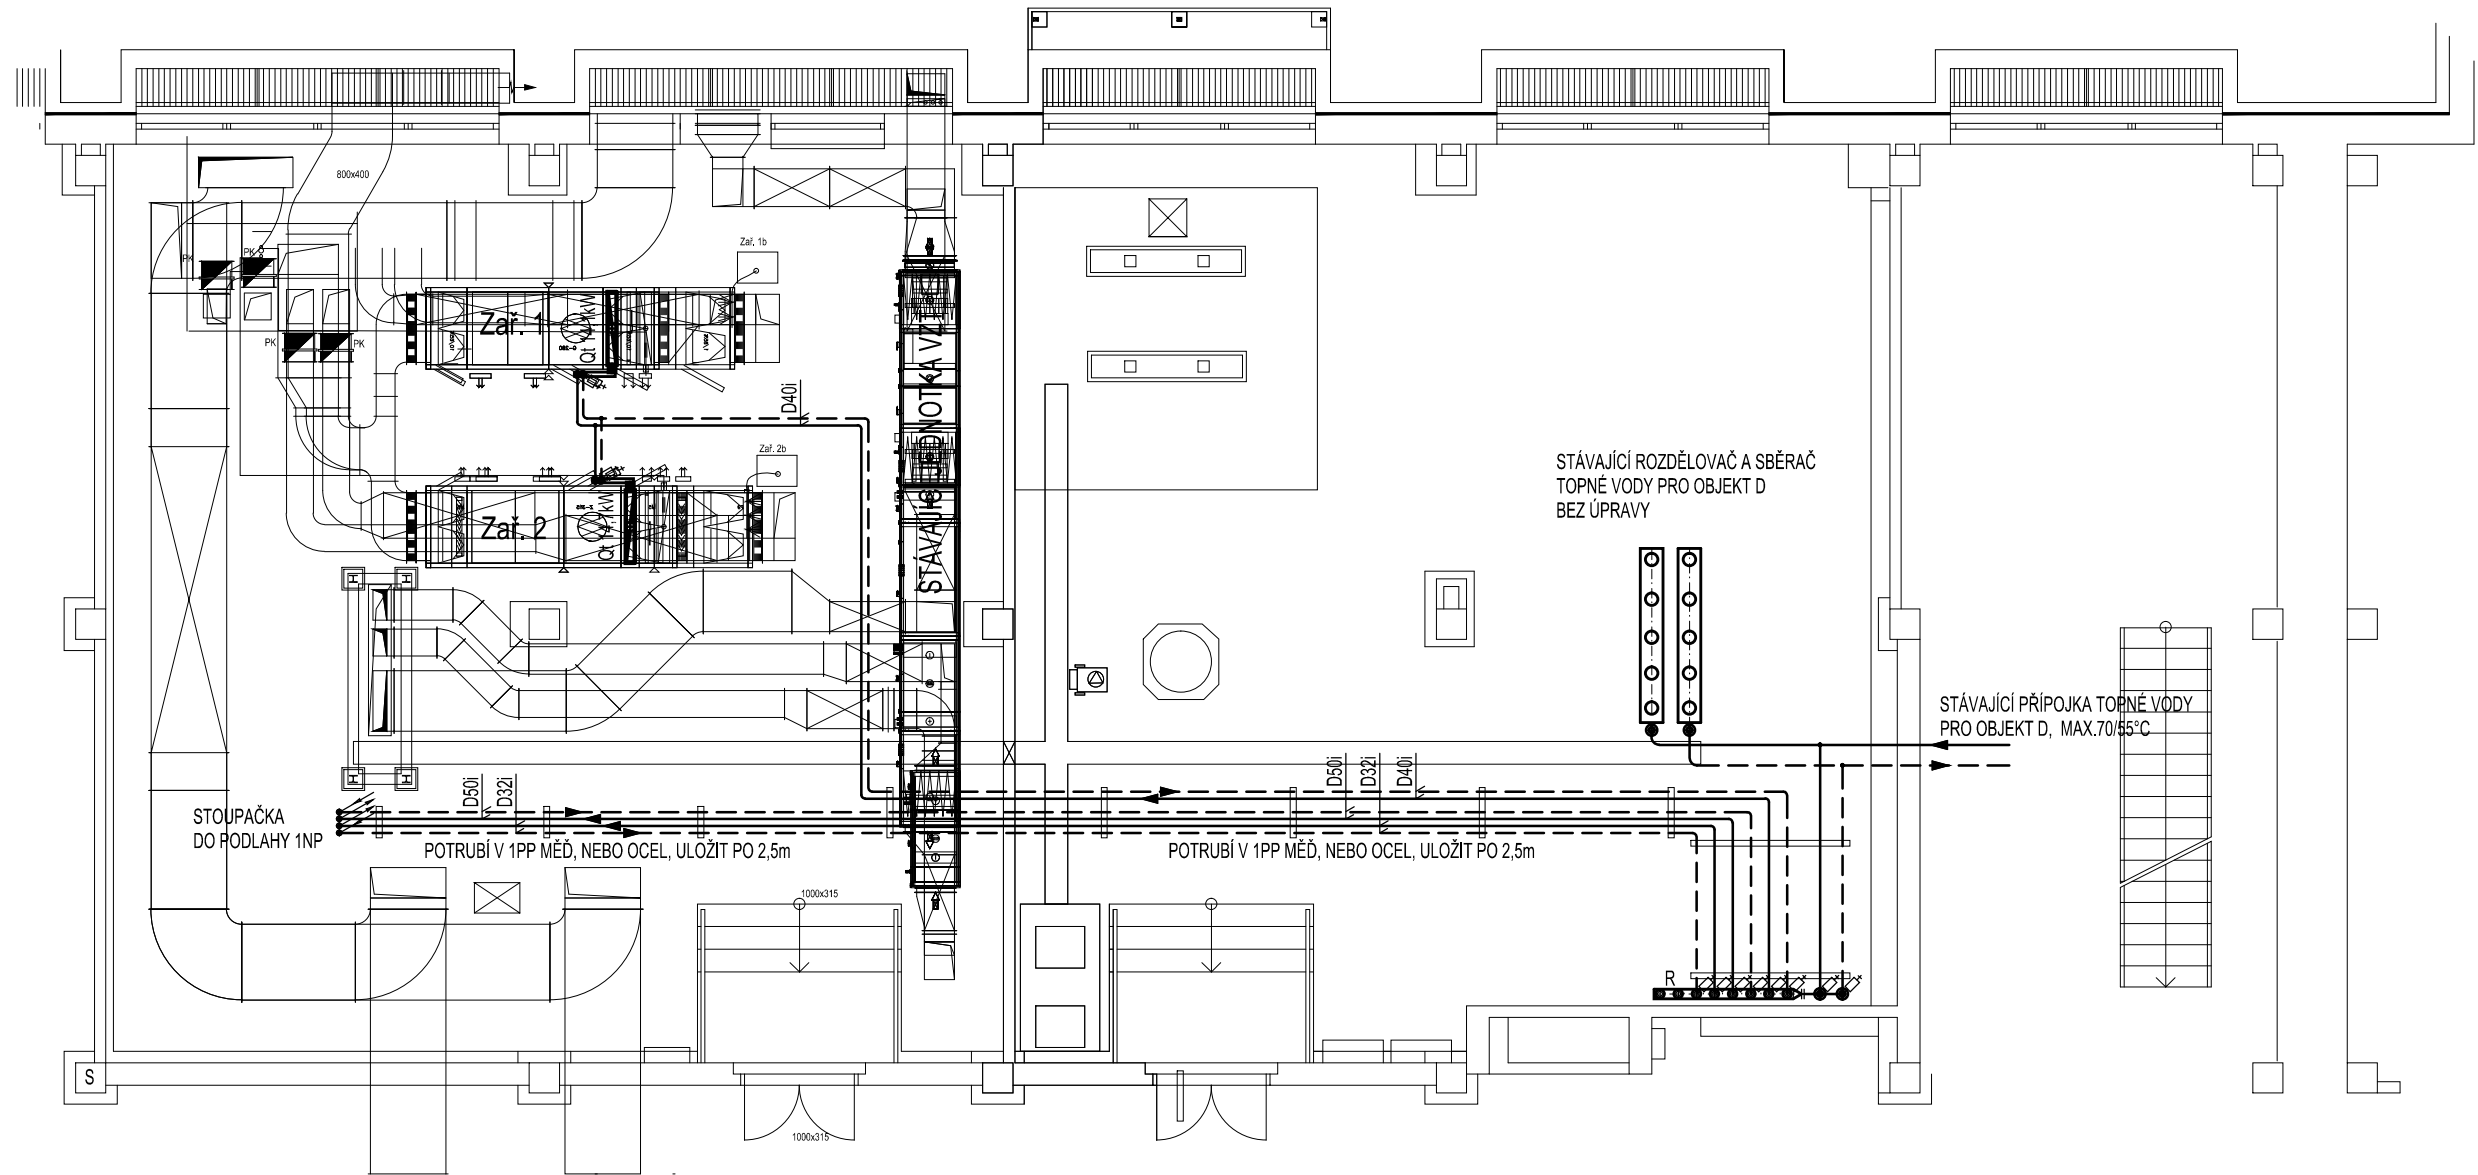 800x400
PK
PK
Zař. 1b
Zař. 1
PK
PK
D40i
STÁVAJÍCÍ JEDNOTKA VZT
Zař. 2b
Zař. 2
STÁVAJÍCÍ ROZDĚLOVAČ A SBĚRAČ
TOPNÉ VODY PRO OBJEKT D
BEZ ÚPRAVY
STÁVAJÍCÍ PŘÍPOJKA TOPNÉ VODY
PRO OBJEKT D, MAX.70/55°C
D50i
D32i
D50i
D32i
D40i
STOUPAČKA
DO PODLAHY 1NP
POTRUBÍ V 1PP MĚĎ, NEBO OCEL, ULOŽIT PO 2,5m
POTRUBÍ V 1PP MĚĎ, NEBO OCEL, ULOŽIT PO 2,5m
1000x315
R
S
1000x315